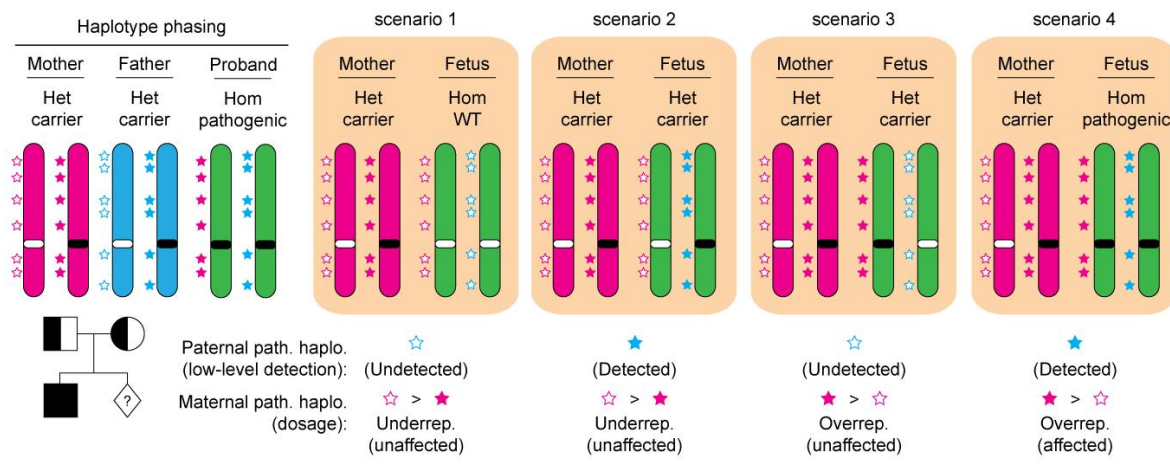 Haplotype phasing
Mother Father Proband
Het carrier Het carrier Hom pathogenic
scenario 1
Mother Fetus
Het carrier Hom WT
scenario 2
Mother Fetus
Het carrier Het carrier
scenario 3
Mother Fetus
Het carrier Het carrier
scenario 4
Mother Fetus
Het carrier Hom pathogenic
?
Paternal path. haplo.
(low-level detection):
(Undetected)
(Detected)
(Undetected)
(Detected)
Maternal path. haplo.
(dosage):
>
Underrep.
(unaffected)
>
Underrep.
(unaffected)
>
Overrep.
(unaffected)
>
Overrep.
(affected)